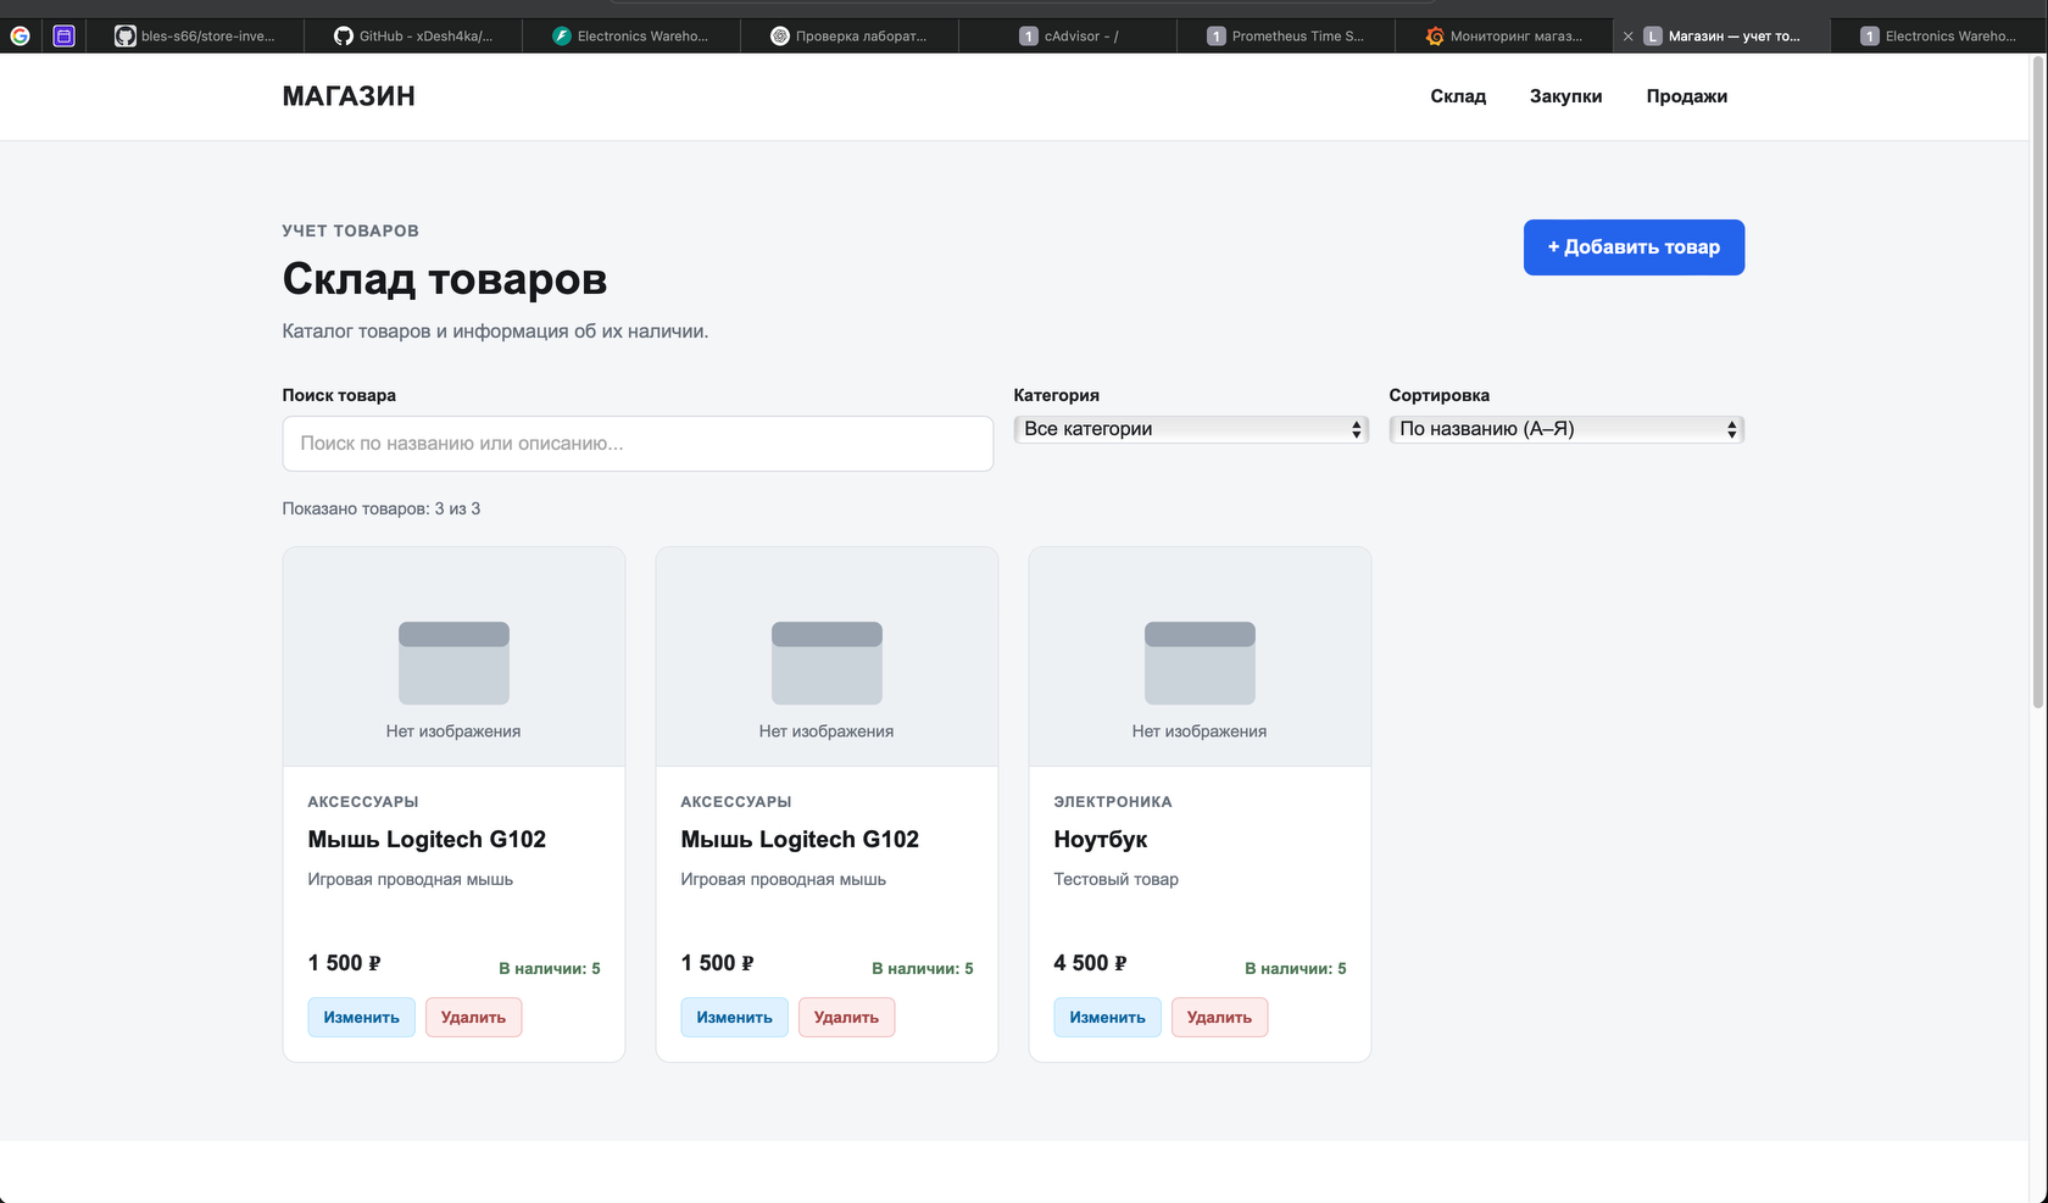 bles-s66/store-inve...
GitHub - xDesh4ka/...
Electronics Wareho...
Проверка лаборат...
1 cAdvisor - /
1 Prometheus Time S...
Мониторинг магаз...
L Магазин — учет то...
1 Electronics Wareho...
МАГАЗИН
Склад Закупки Продажи
УЧЕТ ТОВАРОВ
+ Добавить товар
Склад товаров
Каталог товаров и информация об их наличии.
Поиск товара Категория Сортировка
Поиск по названию или описанию... Все категории По названию (А–Я)
Показано товаров: 3 из 3
Нет изображения
АКСЕССУАРЫ
Мышь Logitech G102
Игровая проводная мышь
1 500 ₽ В наличии: 5
Изменить Удалить
Нет изображения
АКСЕССУАРЫ
Мышь Logitech G102
Игровая проводная мышь
1 500 ₽ В наличии: 5
Изменить Удалить
Нет изображения
ЭЛЕКТРОНИКА
Ноутбук
Тестовый товар
4 500 ₽ В наличии: 5
Изменить Удалить